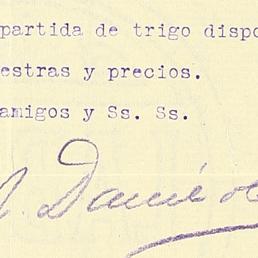 partida de trigo dispo
estras y precios.
amigos y Ss. Ss.